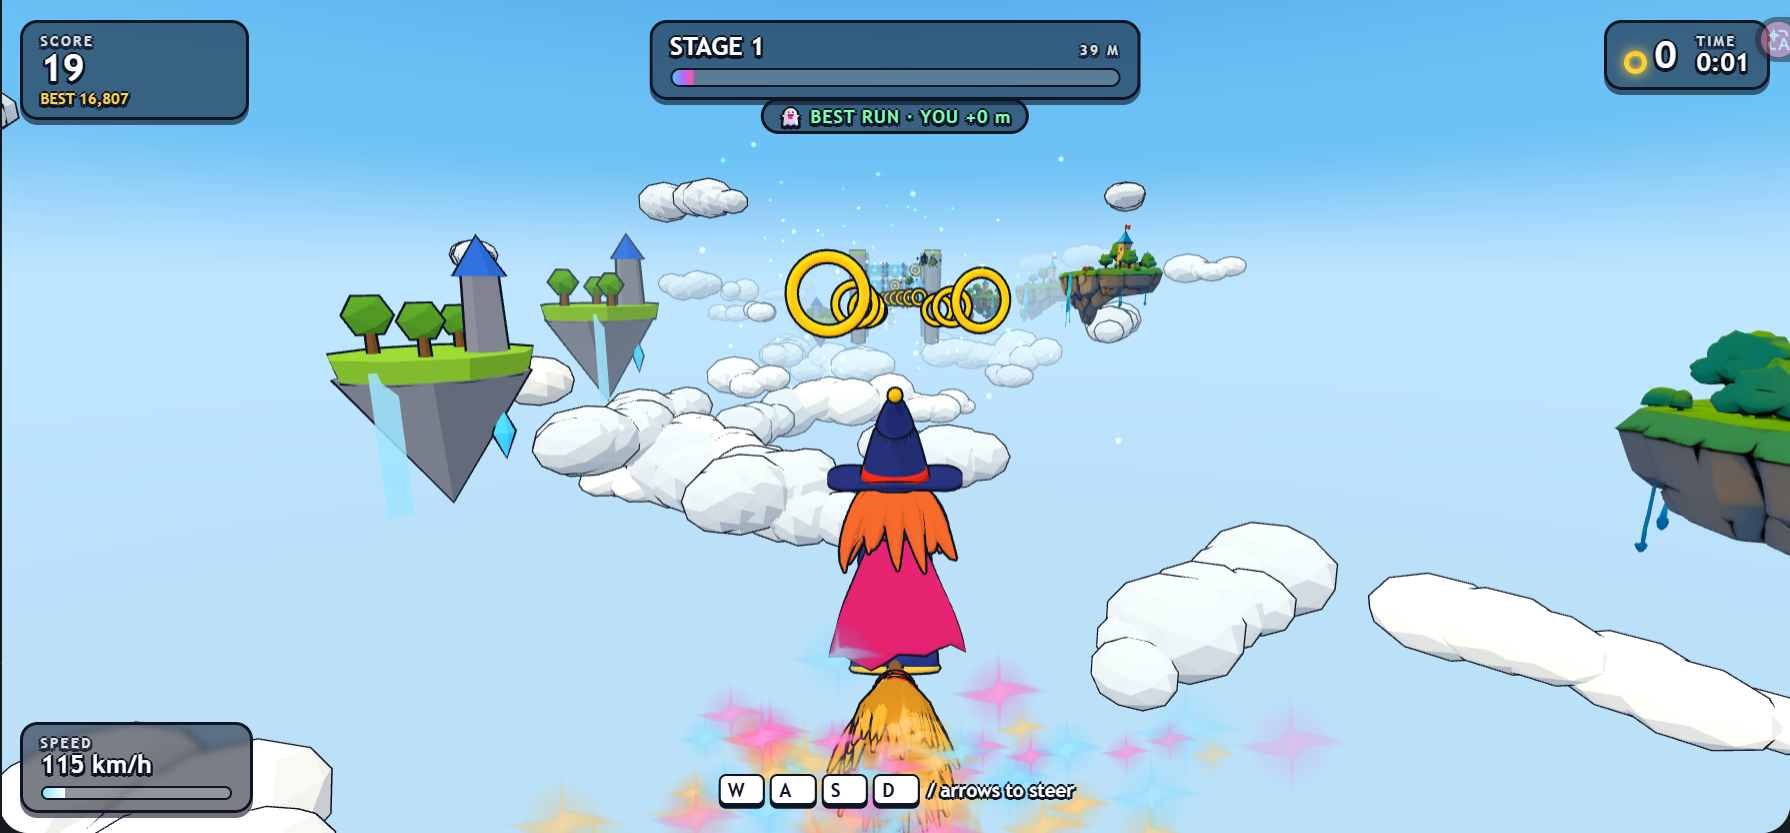 SCORE
19
BEST 16,807
STAGE 1
39 M
BEST RUN · YOU +0 m
0
TIME
0:01
SPEED
115 km/h
W A S D / arrows to steer